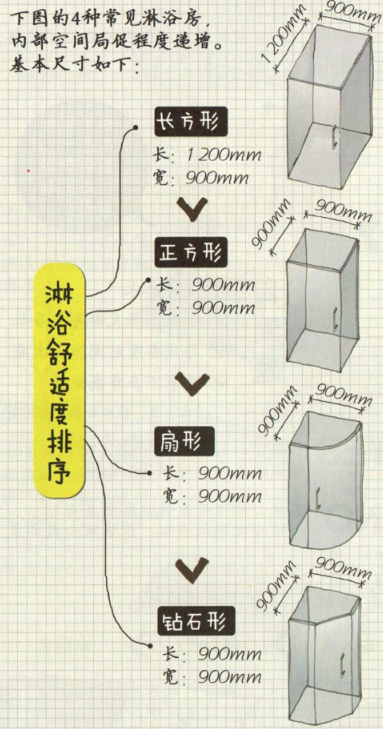 下图的4种常见淋浴房,
内部空间局促程度递增。
基本尺寸如下:
1200mm
900mm
长方形
长: 1200mm
宽: 900mm
900mm
900mm
正方形
长: 900mm
宽: 900mm
淋浴舒适度排序
900mm
900mm
扇形
长: 900mm
宽: 900mm
900mm
900mm
钻石形
长: 900mm
宽: 900mm